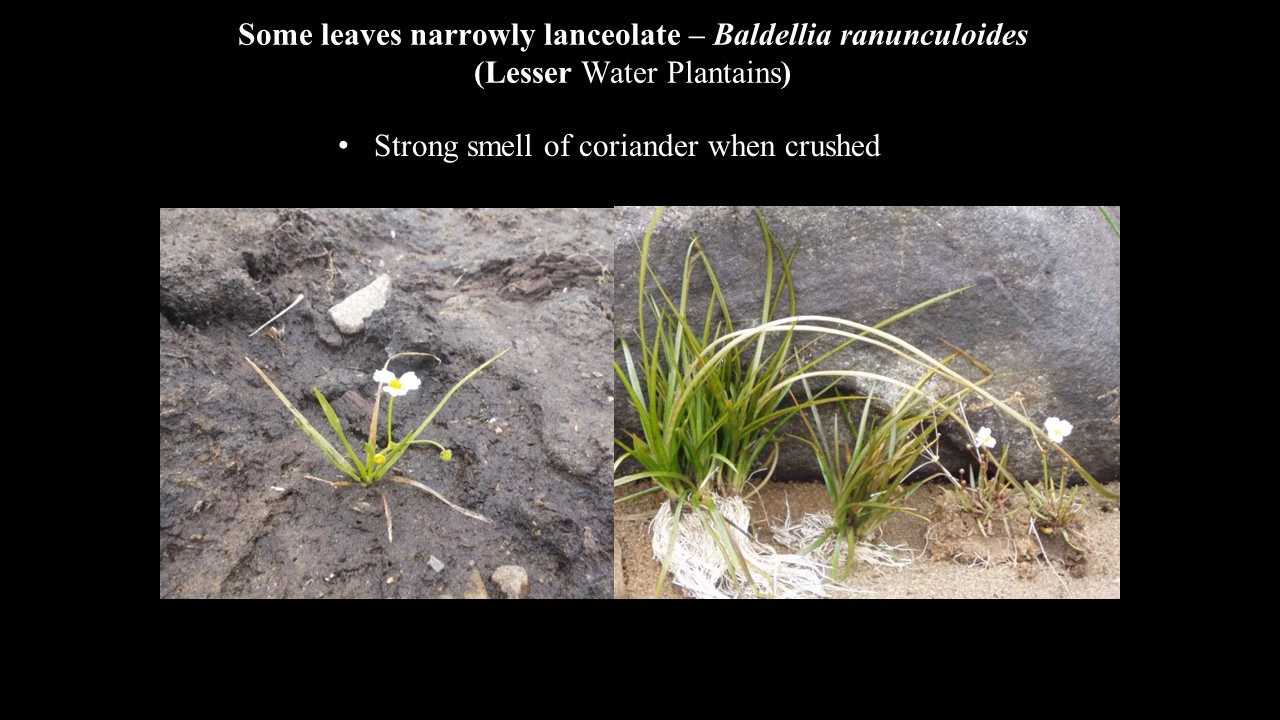 Some leaves narrowly lanceolate – Baldellia ranunculoides
(Lesser Water Plantains)
• Strong smell of coriander when crushed